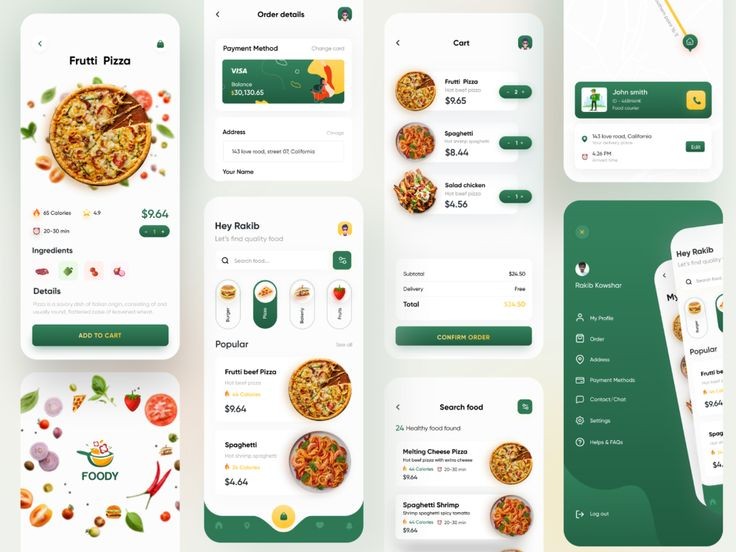 Frutti Pizza
65 Calories
4.9
$9.64
20-30 min
- 1 +
Ingredients
Details
Pizza is a savory dish of Italian origin, consisting of and
usually round, flattened base of leavened wheat.
ADD TO CART
FOODY
Order details
Payment Method
Change card
VISA
Balance
$30,130.65
Address
Change
143 love road, street 07, California
Your Name
Hey Rakib
Let's find quality food
Search food...
Burger
Pizza
Bakery
Fruits
Popular
See all
Frutti beef Pizza
Hot beef pizza
44 Calories
$9.64
Spaghetti
Hot shrimp spaghetti
26 Calories
$4.64
Cart
Frutti Pizza
Hot beef pizza
$9.65
- 2 +
Spaghetti
Hot shrimp spaghetti
$8.44
- 1 +
Salad chicken
Hot beef pizza
$4.56
- 1 +
Subtotal
$24.50
Delivery
Free
Total
$24.50
CONFIRM ORDER
Search food
24 Healthy food found
Melting Cheese Pizza
Hot beef pizza with extra cheese
44 Calories
20-30 min
$9.64
Spaghetti Shrimp
Shrimp spaghetti spicy tomatto
44 Calories
20-30 min
$9.64
John smith
Food courier
143 love road, California
Your delivery place
4.26 PM
Arrived time
Edit
Rakib Kowshar
My Profile
Order
Address
Payment Methods
Contact/Chat
Settings
Helps & FAQs
Log out
My
Hey Rakib
Let's find quality food
Search food
Burger
Popular
Frutti be
Hot beef pizza
$9.64
Spaghet